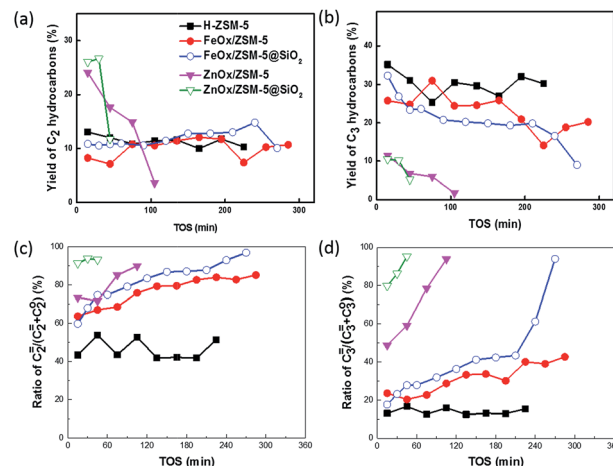 (a)
H-ZSM-5
FeOx/ZSM-5
FeOx/ZSM-5@SiO₂
ZnOx/ZSM-5
ZnOx/ZSM-5@SiO₂
Yield of C₂ hydrocarbons (%)
30
20
10
0
0 100 200 300
TOS (min)
(b)
Yield of C₃ hydrocarbons (%)
40
30
20
10
0
0 100 200 300
TOS (min)
(c)
Ratio of C₂⁼/(C₂⁼+C₂⁰) (%)
100
80
60
40
20
0
0 60 120 180 240 300 360
TOS (min)
(d)
Ratio of C₃⁼/(C₃⁼+C₃⁰) (%)
100
80
60
40
20
0
0 60 120 180 240 300 360
TOS (min)